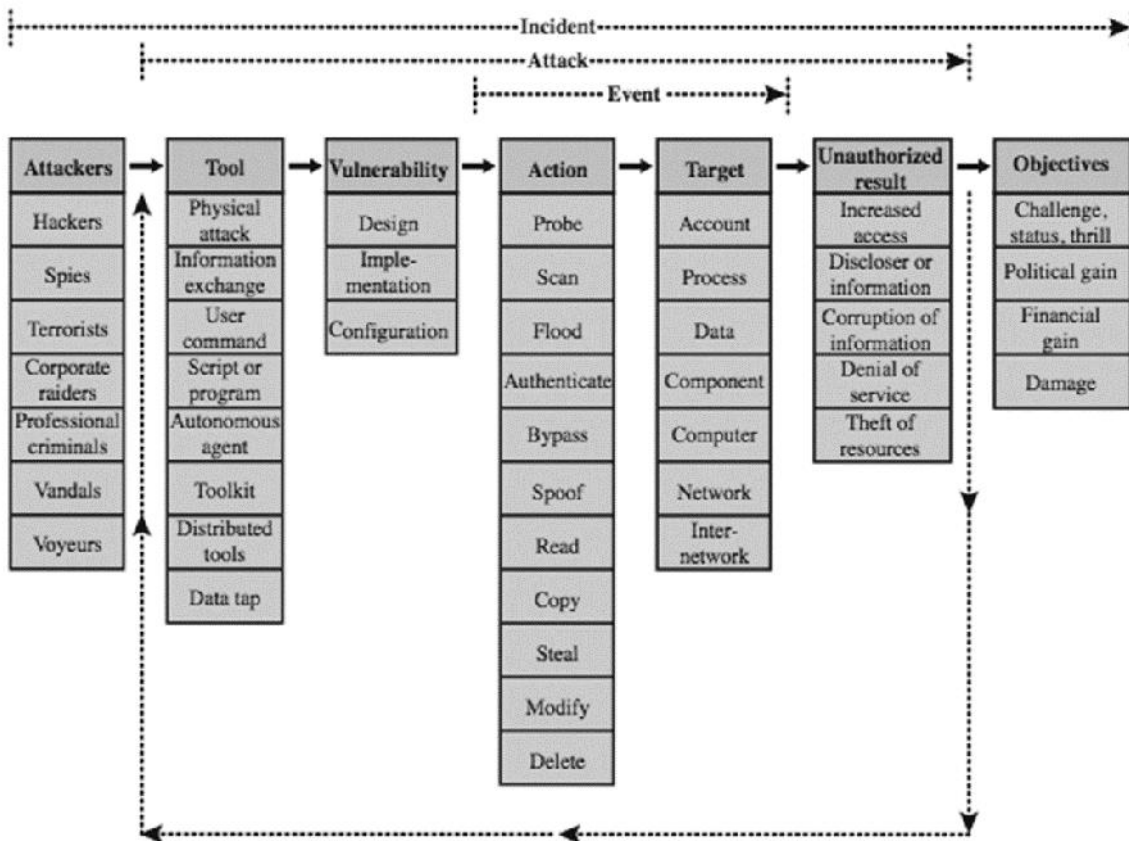 Incident
Attack
Event
Attackers
Hackers
Spies
Terrorists
Corporate
raiders
Professional
criminals
Vandals
Voyeurs
Tool
Physical
attack
Information
exchange
User
command
Script or
program
Autonomous
agent
Toolkit
Distributed
tools
Data tap
Vulnerability
Design
Imple-
mentation
Configuration
Action
Probe
Scan
Flood
Authenticate
Bypass
Spoof
Read
Copy
Steal
Modify
Delete
Target
Account
Process
Data
Component
Computer
Network
Inter-
network
Unauthorized
result
Increased
access
Discloser or
information
Corruption of
information
Denial of
service
Theft of
resources
Objectives
Challenge,
status, thrill
Political gain
Financial
gain
Damage